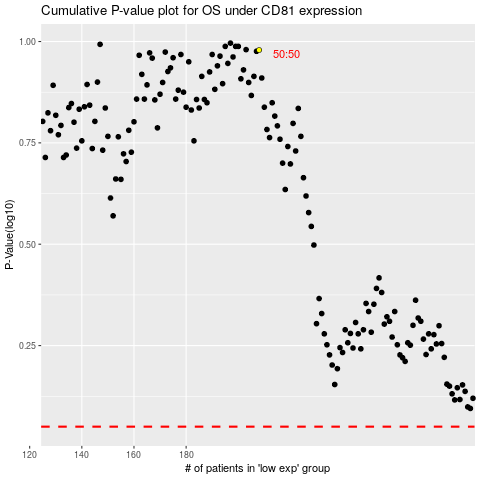 Cumulative P-value plot for OS under CD81 expression
1.00
50:50
0.75
0.50
0.25
P-Value(log10)
120 140 160 180
# of patients in 'low exp' group